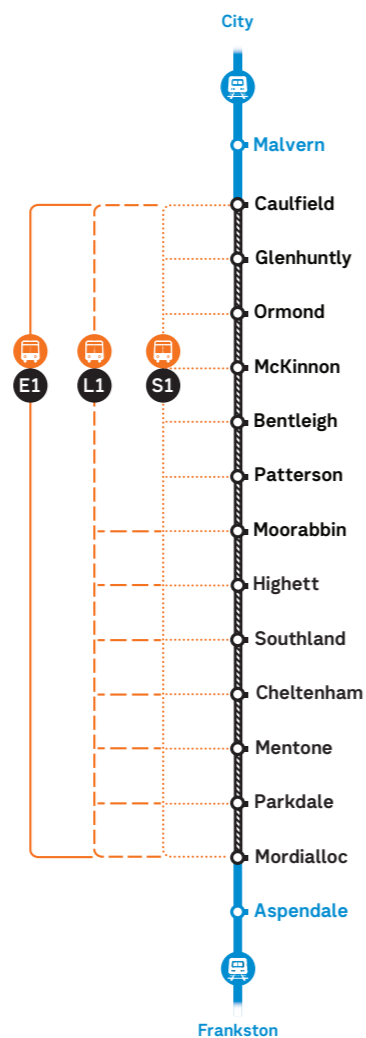 City
Malvern
Caulfield
Glenhuntly
Ormond
McKinnon
E1 L1 S1
Bentleigh
Patterson
Moorabbin
Highett
Southland
Cheltenham
Mentone
Parkdale
Mordialloc
Aspendale
Frankston